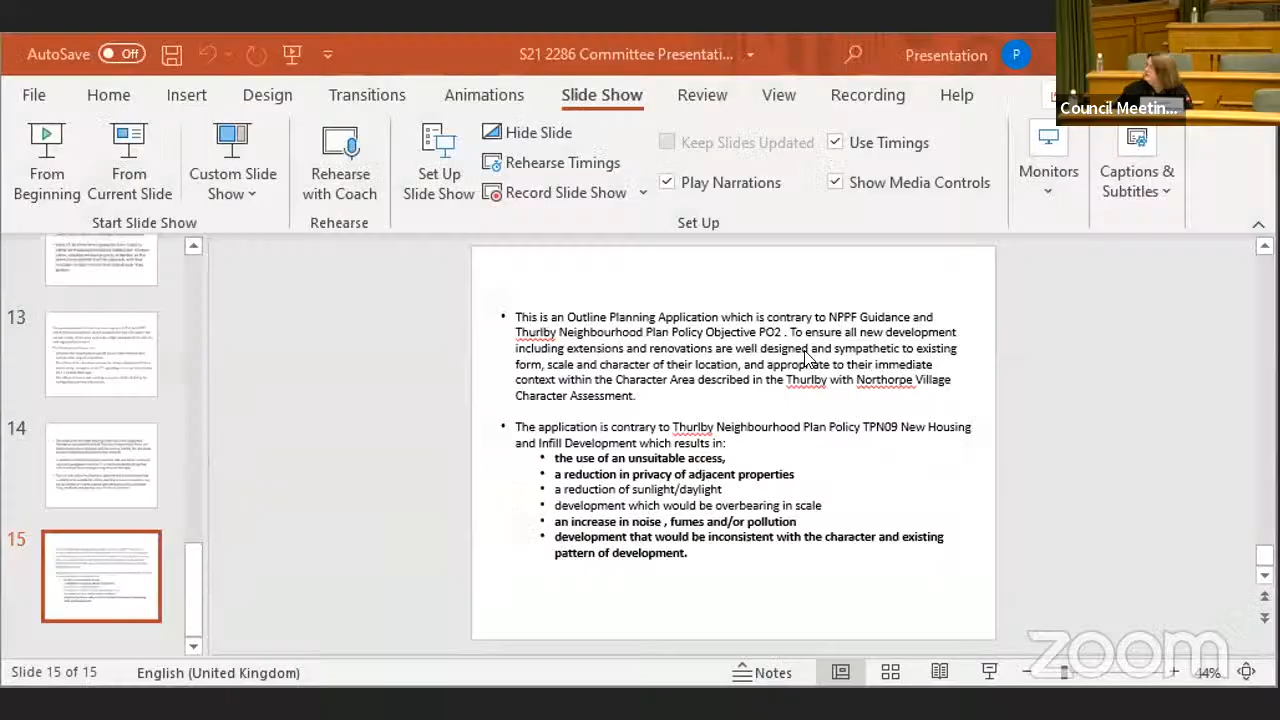 AutoSave Off
S21 2286 Committee Presentati...
Presentation
P
Council Meetin...
File Home Insert Design Transitions Animations Slide Show Review View Recording Help
From Beginning
From Current Slide
Custom Slide Show
Start Slide Show
Rehearse with Coach
Rehearse
Set Up Slide Show
Hide Slide
Rehearse Timings
Record Slide Show
Keep Slides Updated
Play Narrations
Use Timings
Show Media Controls
Set Up
Monitors
Captions & Subtitles
13
14
15
• This is an Outline Planning Application which is contrary to NPPF Guidance and
Thurlby Neighbourhood Plan Policy Objective PO2 . To ensure all new development
including extensions and renovations are well designed and sympathetic to existing
form, scale and character of their location, and appropriate to their immediate
context within the Character Area described in the Thurlby with Northorpe Village
Character Assessment.
• The application is contrary to Thurlby Neighbourhood Plan Policy TPN09 New Housing
and Infill Development which results in:
• the use of an unsuitable access,
• a reduction in privacy of adjacent properties
• a reduction of sunlight/daylight
• development which would be overbearing in scale
• an increase in noise , fumes and/or pollution
• development that would be inconsistent with the character and existing
pattern of development.
Slide 15 of 15
English (United Kingdom)
Notes
44%
zoom